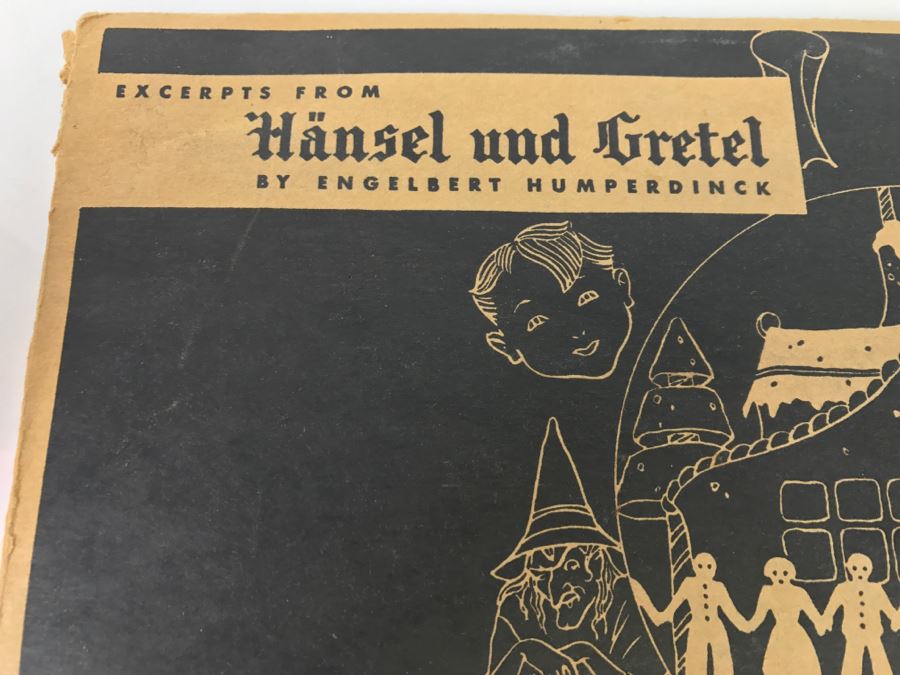 EXCERPTS FROM
Hänsel und Gretel
BY ENGELBERT HUMPERDINCK